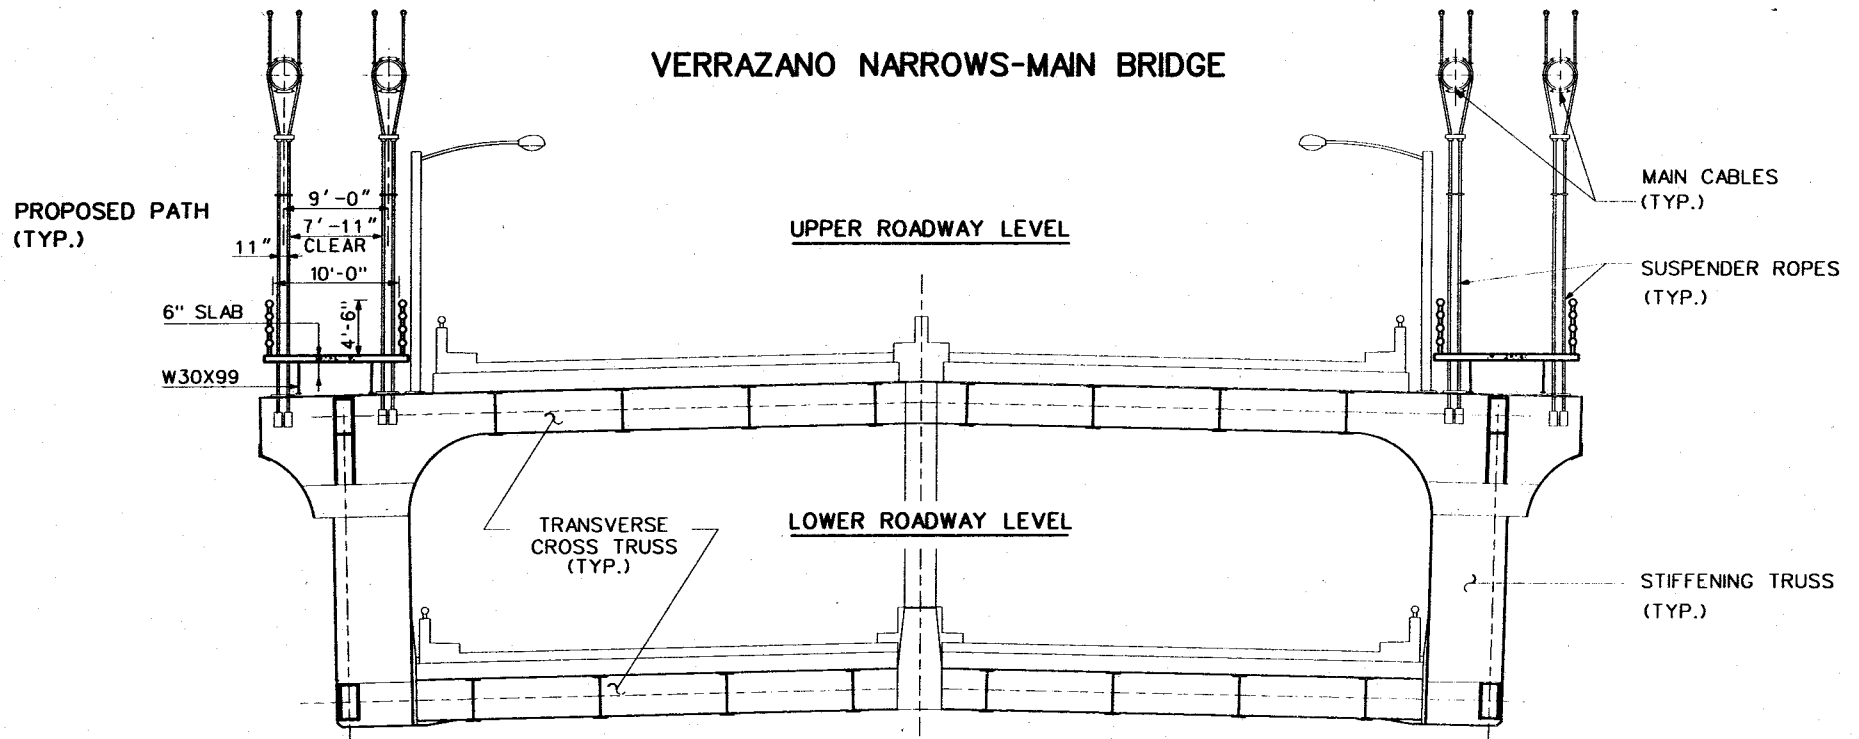 VERRAZANO NARROWS-MAIN BRIDGE
PROPOSED PATH
(TYP.)
9'-0"
7'-11"
CLEAR
11"
10'-0"
6" SLAB
4'-6"
W30X99
UPPER ROADWAY LEVEL
MAIN CABLES
(TYP.)
SUSPENDER ROPES
(TYP.)
TRANSVERSE
CROSS TRUSS
(TYP.)
LOWER ROADWAY LEVEL
STIFFENING TRUSS
(TYP.)